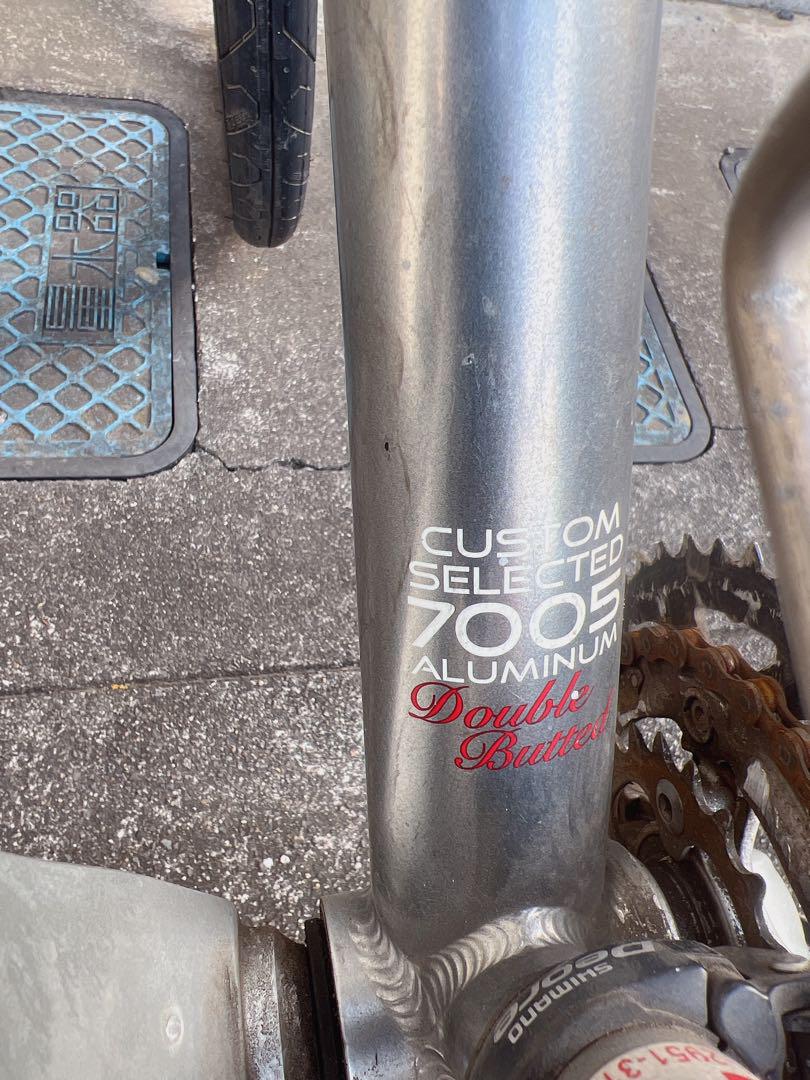 CUSTOM
SELECTED
7005
ALUMINUM
Double
Butted
SHIMANO
Deore